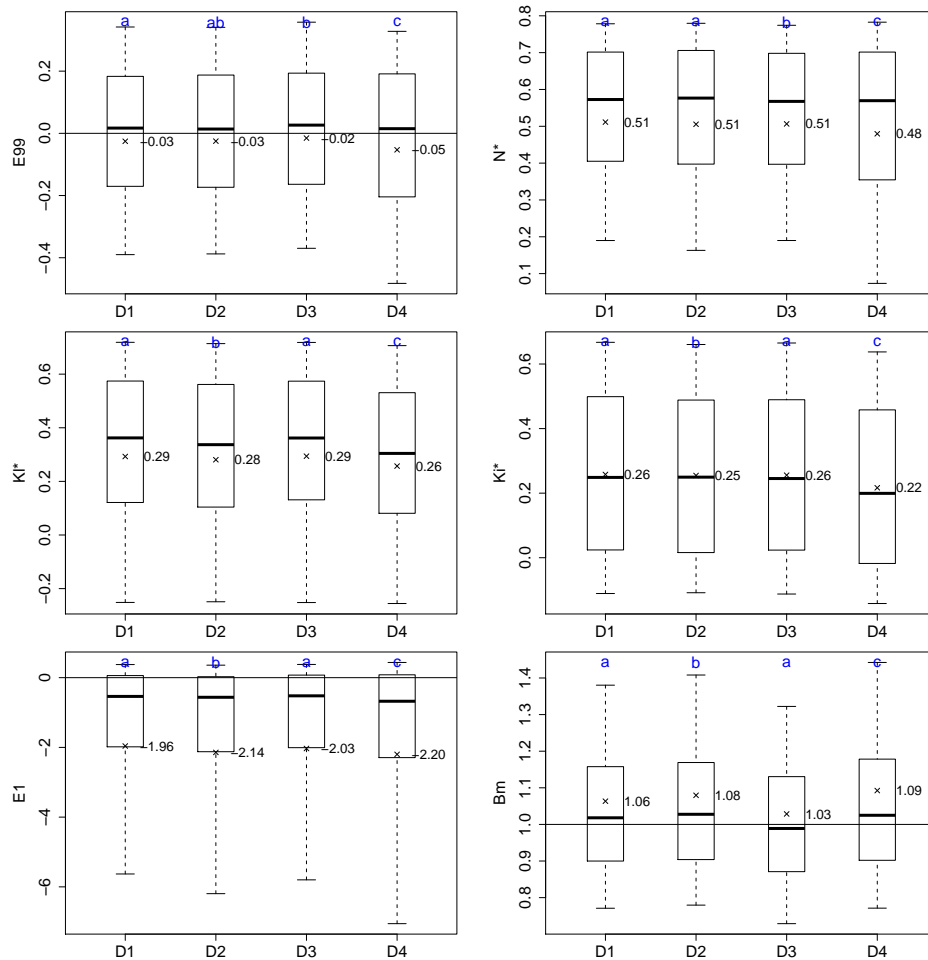 a ab b c
E99
0.2
0.0
−0.2
−0.4
−0.03 −0.03 −0.02 −0.05
D1 D2 D3 D4
a a b c
N*
0.8
0.7
0.6
0.5
0.4
0.3
0.2
0.1
0.51 0.51 0.51 0.48
D1 D2 D3 D4
a b a c
Kl*
0.6
0.4
0.2
0.0
−0.2
0.29 0.28 0.29 0.26
D1 D2 D3 D4
a b a c
Ki*
0.6
0.4
0.2
0.0
0.26 0.25 0.26 0.22
D1 D2 D3 D4
a b a c
E1
0
−2
−4
−6
−1.96 −2.14 −2.03 −2.20
D1 D2 D3 D4
a b a c
Bm
1.4
1.3
1.2
1.1
1.0
0.9
0.8
1.06 1.08 1.03 1.09
D1 D2 D3 D4